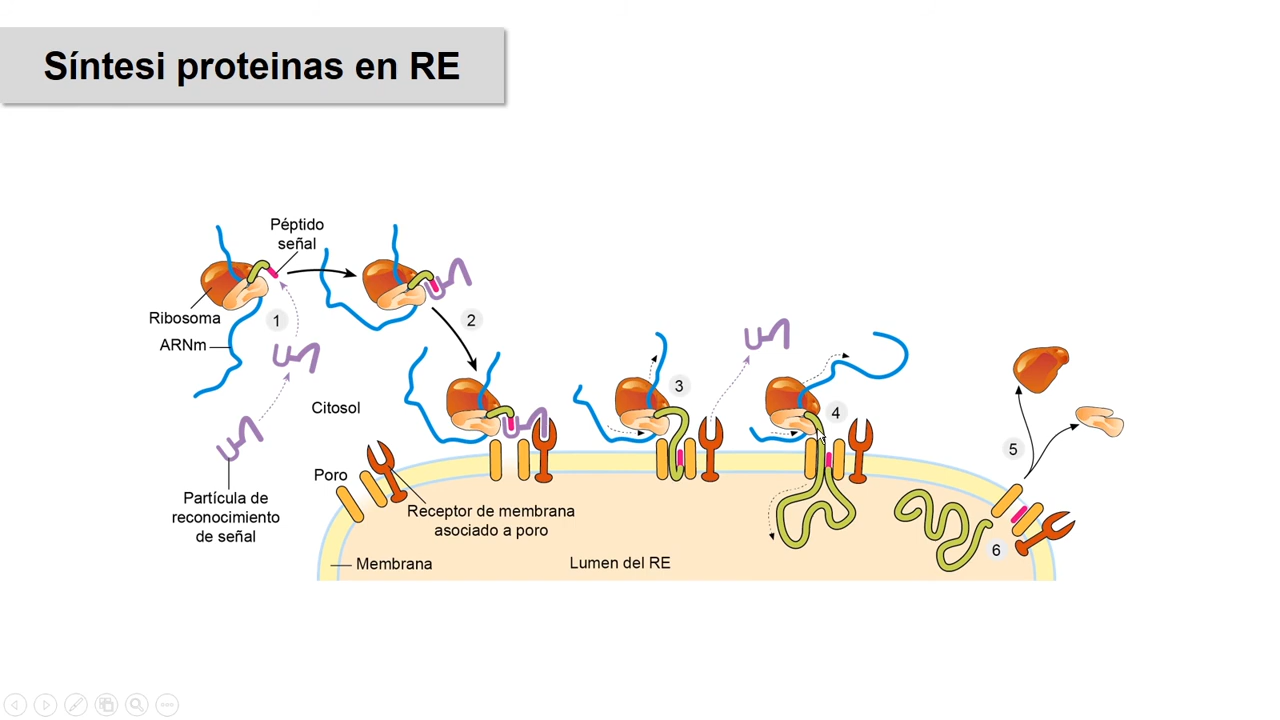 Síntesi proteinas en RE
Péptido
señal
Ribosoma
ARNm
1
2
3
4
5
6
Citosol
Poro
Partícula de
reconocimiento
de señal
Receptor de membrana
asociado a poro
Membrana
Lumen del RE